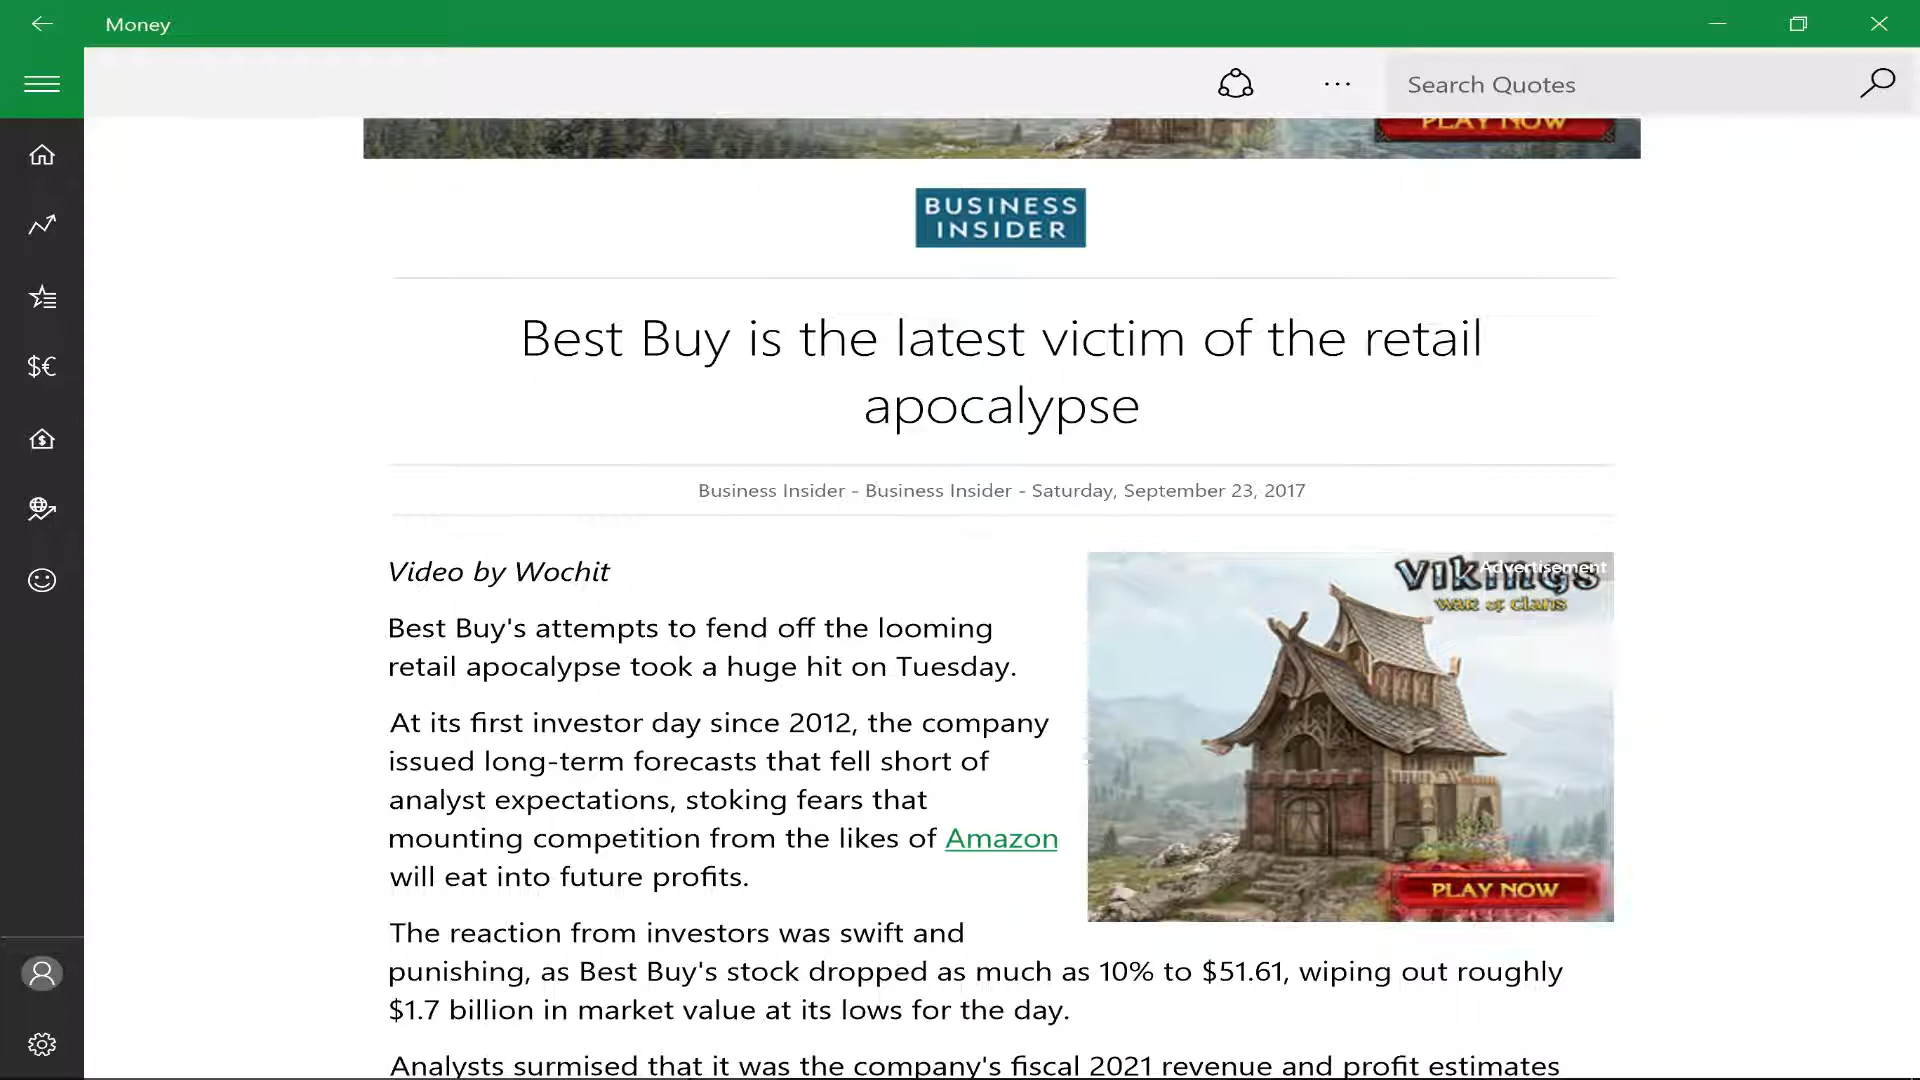 Money
Search Quotes
PLAY NOW
BUSINESS
INSIDER
Best Buy is the latest victim of the retail
apocalypse
Business Insider - Business Insider - Saturday, September 23, 2017
Video by Wochit
Best Buy's attempts to fend off the looming
retail apocalypse took a huge hit on Tuesday.
At its first investor day since 2012, the company
issued long-term forecasts that fell short of
analyst expectations, stoking fears that
mounting competition from the likes of Amazon
will eat into future profits.
Advertisement
Vikings
war of clans
PLAY NOW
The reaction from investors was swift and
punishing, as Best Buy's stock dropped as much as 10% to $51.61, wiping out roughly
$1.7 billion in market value at its lows for the day.
Analysts surmised that it was the company's fiscal 2021 revenue and profit estimates